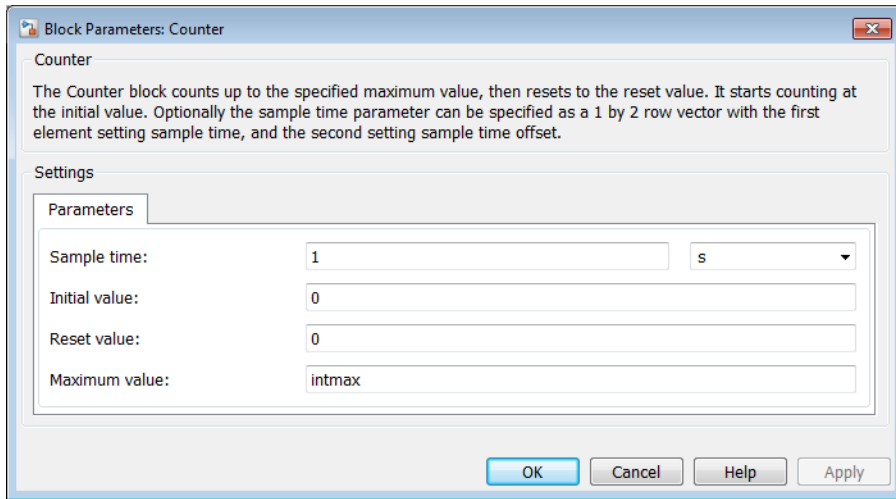 Block Parameters: Counter
Counter
The Counter block counts up to the specified maximum value, then resets to the reset value. It starts counting at
the initial value. Optionally the sample time parameter can be specified as a 1 by 2 row vector with the first
element setting sample time, and the second setting sample time offset.
Settings
Parameters
Sample time: 1 s
Initial value: 0
Reset value: 0
Maximum value: intmax
OK Cancel Help Apply